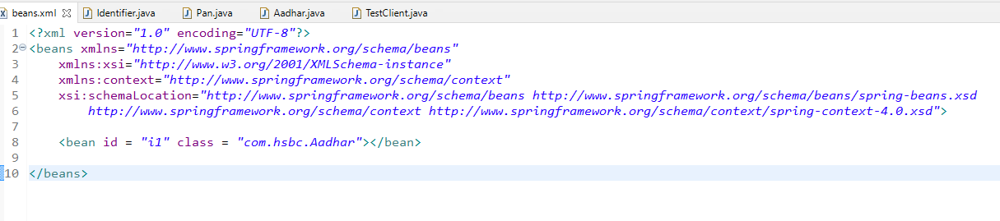 beans.xml Identifier.java Pan.java Aadhar.java TestClient.java
1 <?xml version="1.0" encoding="UTF-8"?>
2 <beans xmlns="http://www.springframework.org/schema/beans"
3 xmlns:xsi="http://www.w3.org/2001/XMLSchema-instance"
4 xmlns:context="http://www.springframework.org/schema/context"
5 xsi:schemaLocation="http://www.springframework.org/schema/beans http://www.springframework.org/schema/beans/spring-beans.xsd
6 http://www.springframework.org/schema/context http://www.springframework.org/schema/context/spring-context-4.0.xsd">
7
8 <bean id = "i1" class = "com.hsbc.Aadhar"></bean>
9
10 </beans>